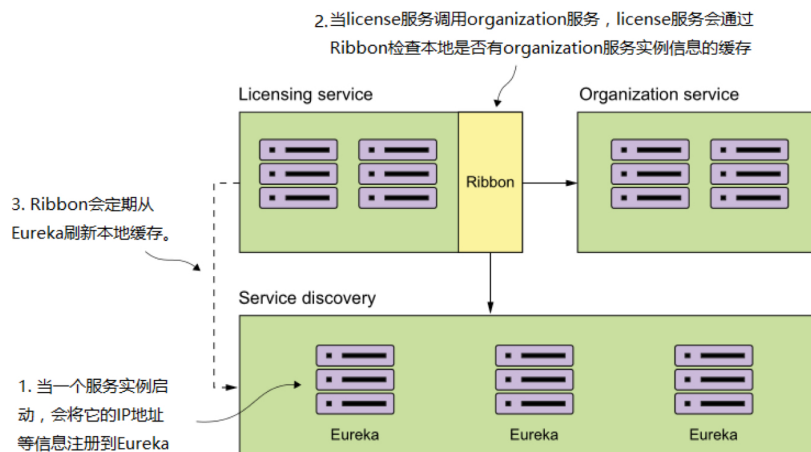 2.当license服务调用organization服务，license服务会通过
Ribbon检查本地是否有organization服务实例信息的缓存
Licensing service
Organization service
Ribbon
3. Ribbon会定期从
Eureka刷新本地缓存。
Service discovery
1. 当一个服务实例启
动，会将它的IP地址
等信息注册到Eureka
Eureka
Eureka
Eureka